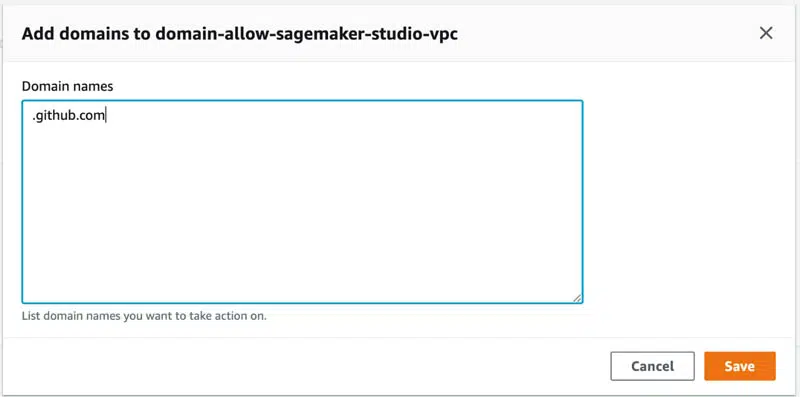 Add domains to domain-allow-sagemaker-studio-vpc
Domain names
.github.com
List domain names you want to take action on.
Cancel
Save